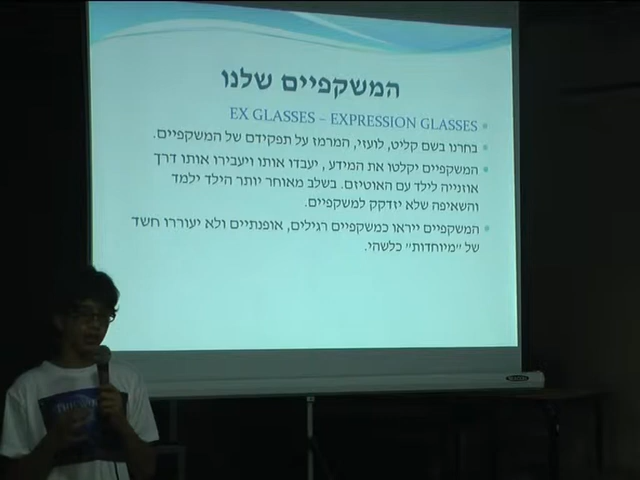 המשקפיים שלנו
EX GLASSES – EXPRESSION GLASSES
בחרנו בשם קליט, לועזי, המרמז על תפקידם של המשקפיים.
המשקפיים יקלטו את המידע, יעבדו אותו ויעבירו אותו דרך
אוזנייה לילד עם האוטיזם. בשלב מאוחר יותר הילד ילמד
והשאיפה שלא יזדקק למשקפיים.
המשקפיים ייראו כמשקפיים רגילים, אופנתיים ולא יעוררו חשד
של "מיוחדות" כלשהי.